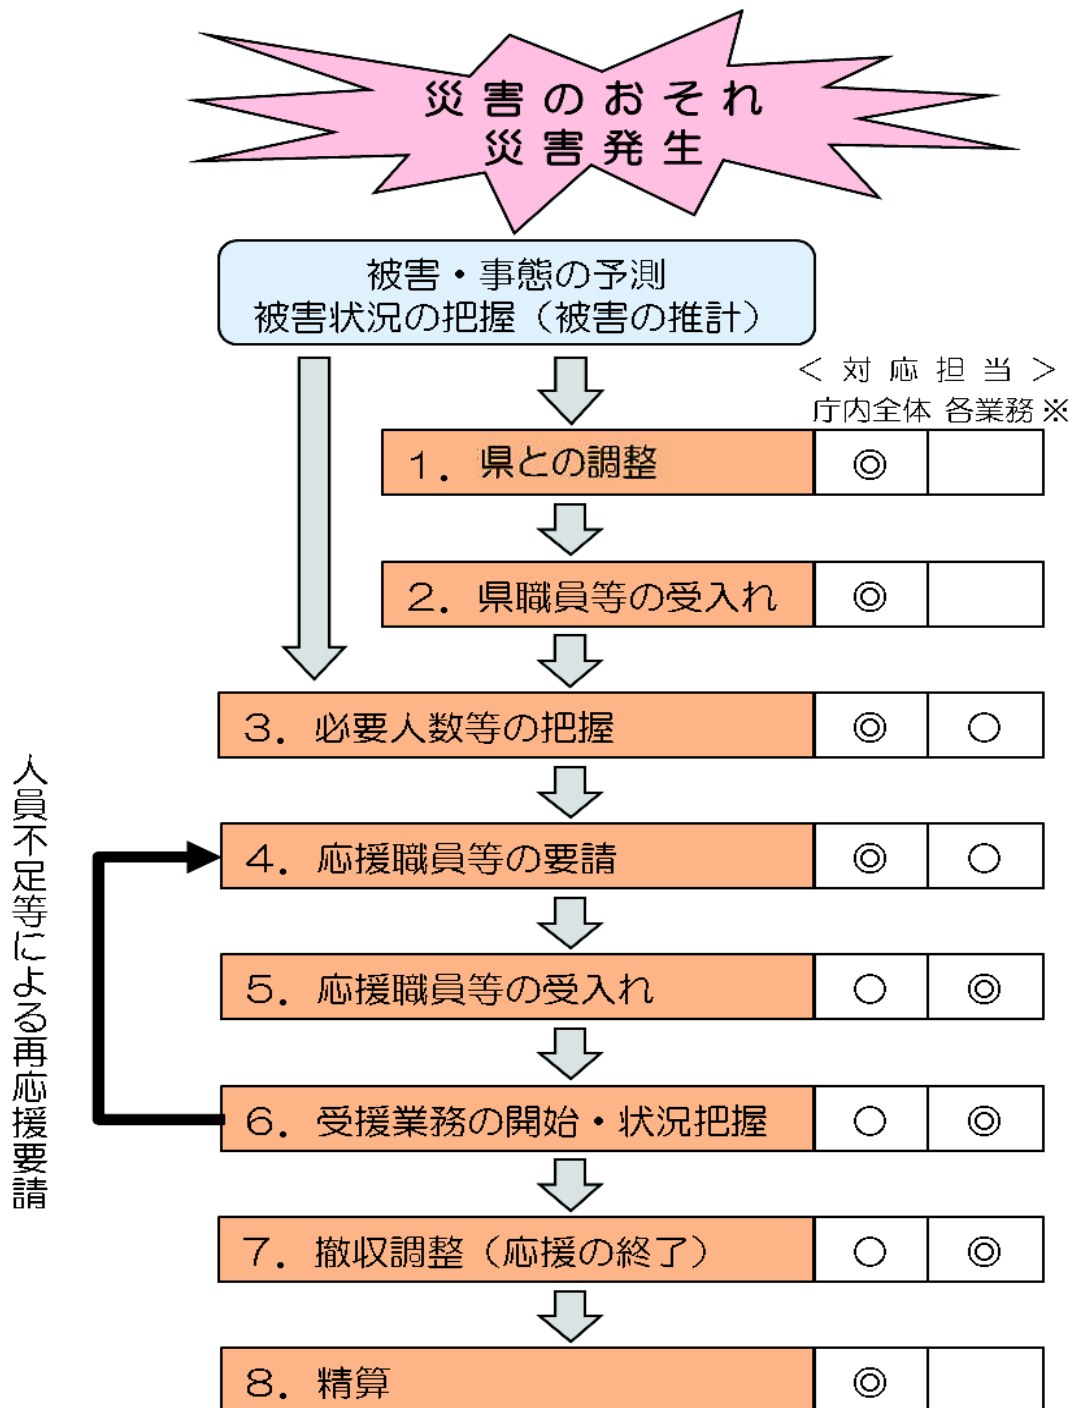 災害のおそれ
災害発生
被害・事態の予測
被害状況の把握（被害の推計）
＜対応担当＞
庁内全体 各業務※
１．県との調整 ◎
２．県職員等の受入れ ◎
３．必要人数等の把握 ◎ ○
４．応援職員等の要請 ◎ ○
５．応援職員等の受入れ ○ ◎
６．受援業務の開始・状況把握 ○ ◎
７．撤収調整（応援の終了） ○ ◎
８．精算 ◎
人員不足等による再応援要請